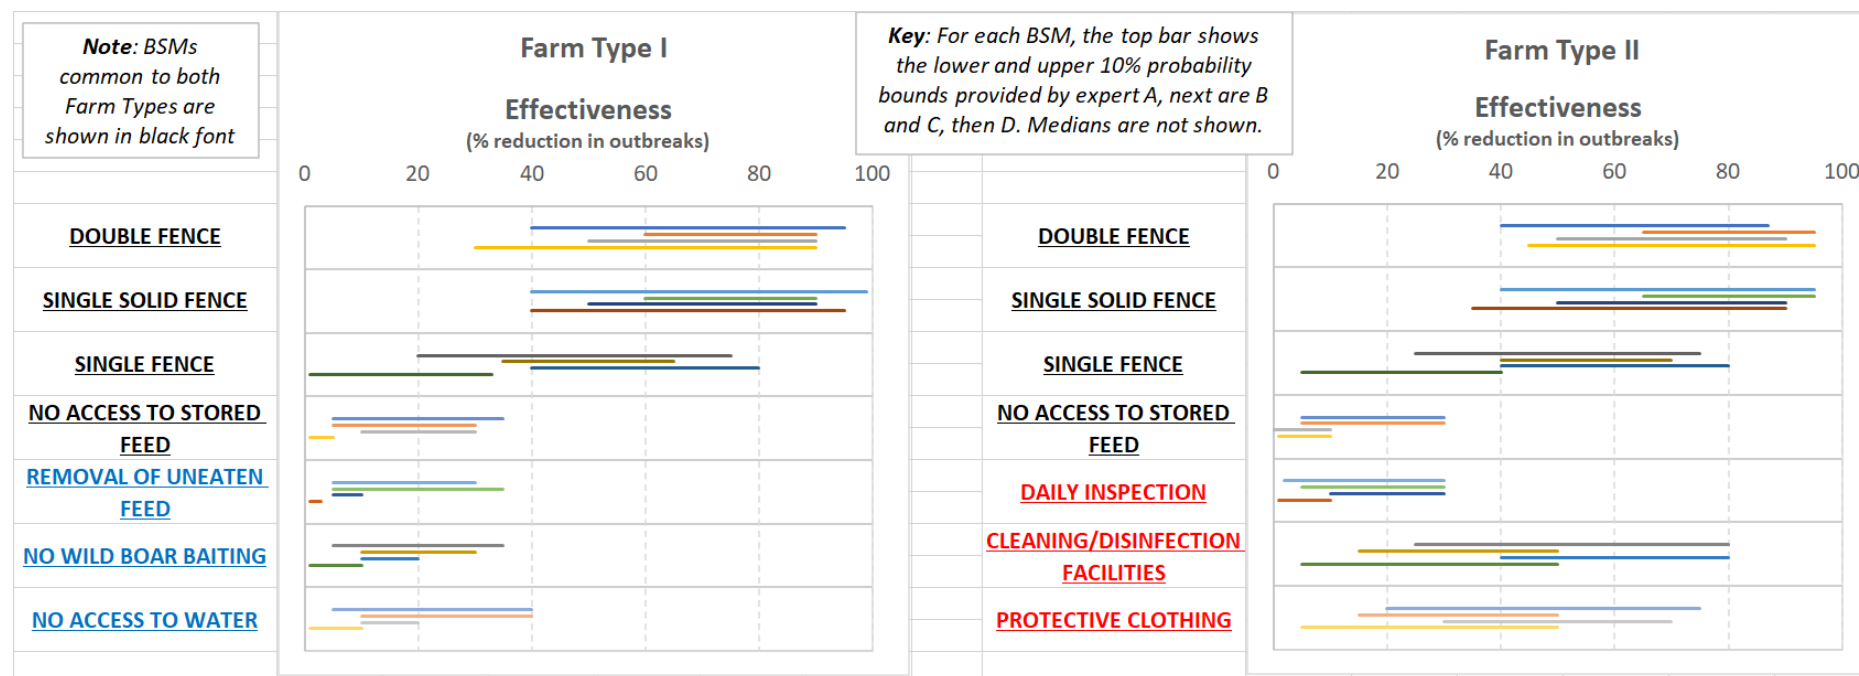 Note: BSMs
common to both
Farm Types are
shown in black font
Farm Type I
Effectiveness
(% reduction in outbreaks)
0 20 40 60 80 100
DOUBLE FENCE
SINGLE SOLID FENCE
SINGLE FENCE
NO ACCESS TO STORED
FEED
REMOVAL OF UNEATEN
FEED
NO WILD BOAR BAITING
NO ACCESS TO WATER
Key: For each BSM, the top bar shows
the lower and upper 10% probability
bounds provided by expert A, next are B
and C, then D. Medians are not shown.
Farm Type II
Effectiveness
(% reduction in outbreaks)
0 20 40 60 80 100
DOUBLE FENCE
SINGLE SOLID FENCE
SINGLE FENCE
NO ACCESS TO STORED
FEED
DAILY INSPECTION
CLEANING/DISINFECTION
FACILITIES
PROTECTIVE CLOTHING